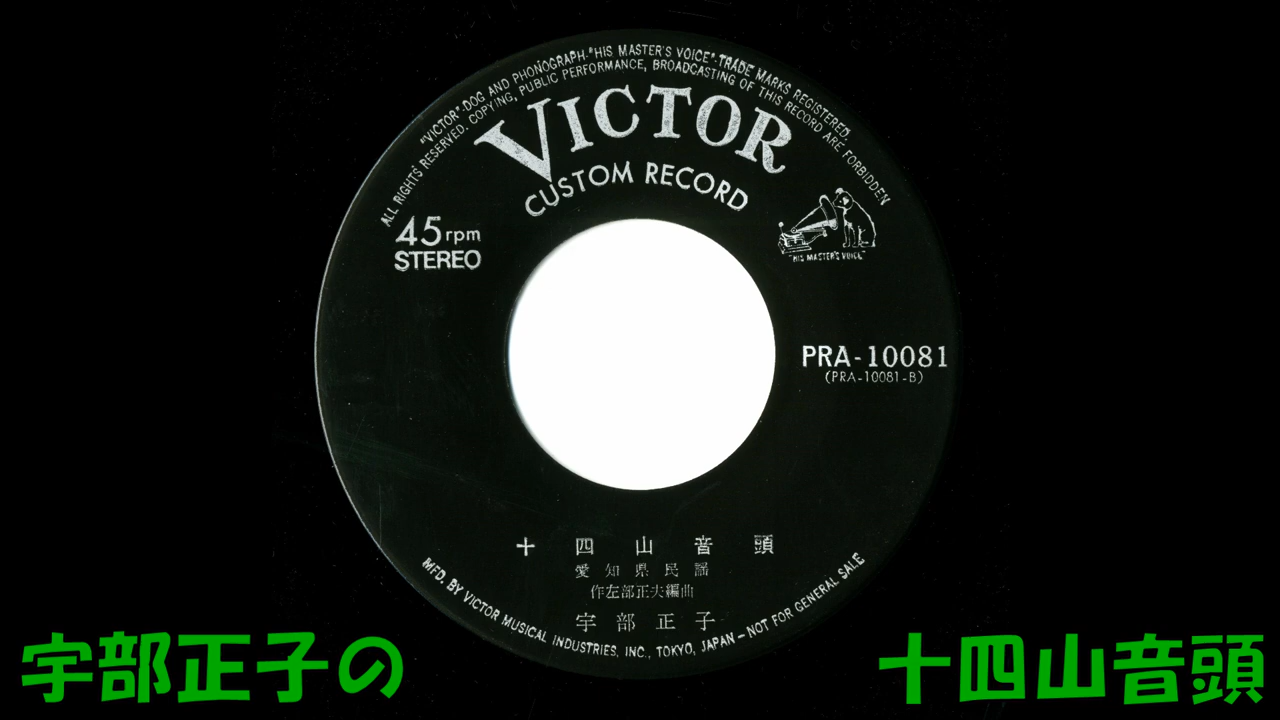 "VICTOR"-DOG AND PHONOGRAPH-"HIS MASTER'S VOICE"-TRADE MARKS REGISTERED.
ALL RIGHTS RESERVED. COPYING, PUBLIC PERFORMANCE, BROADCASTING OF THIS RECORD ARE FORBIDDEN
VICTOR
CUSTOM RECORD
45rpm
STEREO
"HIS MASTER'S VOICE"
PRA-10081
(PRA-10081-B)
十四山音頭
愛知県民謡
作左部正夫編曲
宇部正子
MFD. BY VICTOR MUSICAL INDUSTRIES, INC., TOKYO, JAPAN – NOT FOR GENERAL SALE
宇部正子の
十四山音頭